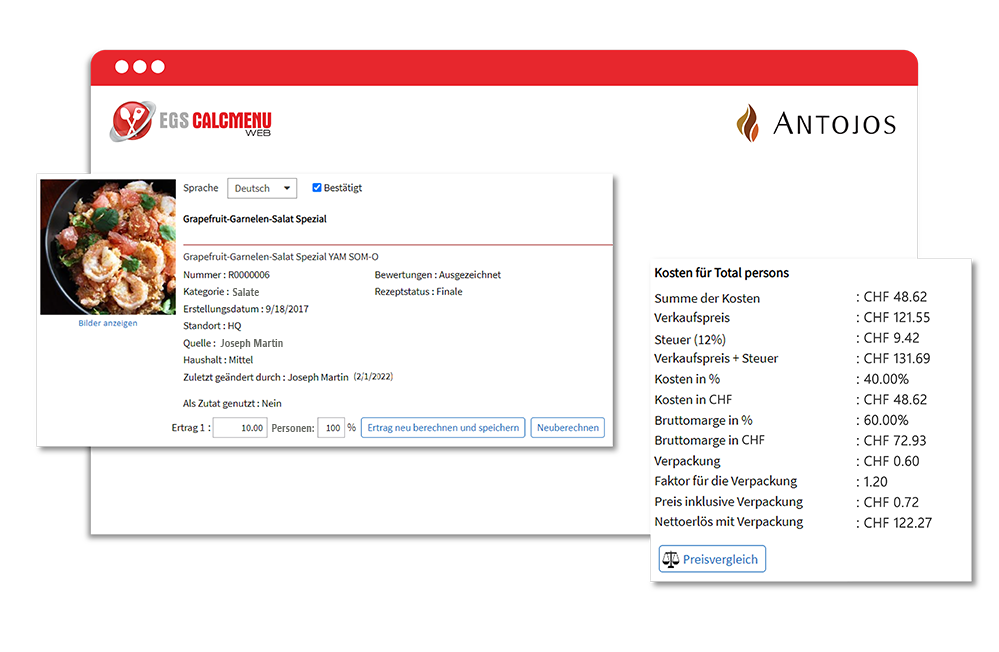 EGS CALCMENU
WEB
ANTOJOS
Sprache Deutsch Bestätigt
Grapefruit-Garnelen-Salat Spezial
Grapefruit-Garnelen-Salat Spezial YAM SOM-O
Nummer : R0000006 Bewertungen : Ausgezeichnet
Kategorie : Salate Rezeptstatus : Finale
Erstellungsdatum : 9/18/2017
Bilder anzeigen
Standort : HQ
Quelle : Joseph Martin
Haushalt : Mittel
Zuletzt geändert durch : Joseph Martin (2/1/2022)
Als Zutat genutzt : Nein
Ertrag 1 : 10.00 Personen: 100 % Ertrag neu berechnen und speichern Neuberechnen
Kosten für Total persons
Summe der Kosten : CHF 48.62
Verkaufspreis : CHF 121.55
Steuer (12%) : CHF 9.42
Verkaufspreis + Steuer : CHF 131.69
Kosten in % : 40.00%
Kosten in CHF : CHF 48.62
Bruttomarge in % : 60.00%
Bruttomarge in CHF : CHF 72.93
Verpackung : CHF 0.60
Faktor für die Verpackung : 1.20
Preis inklusive Verpackung : CHF 0.72
Nettoerlös mit Verpackung : CHF 122.27
Preisvergleich